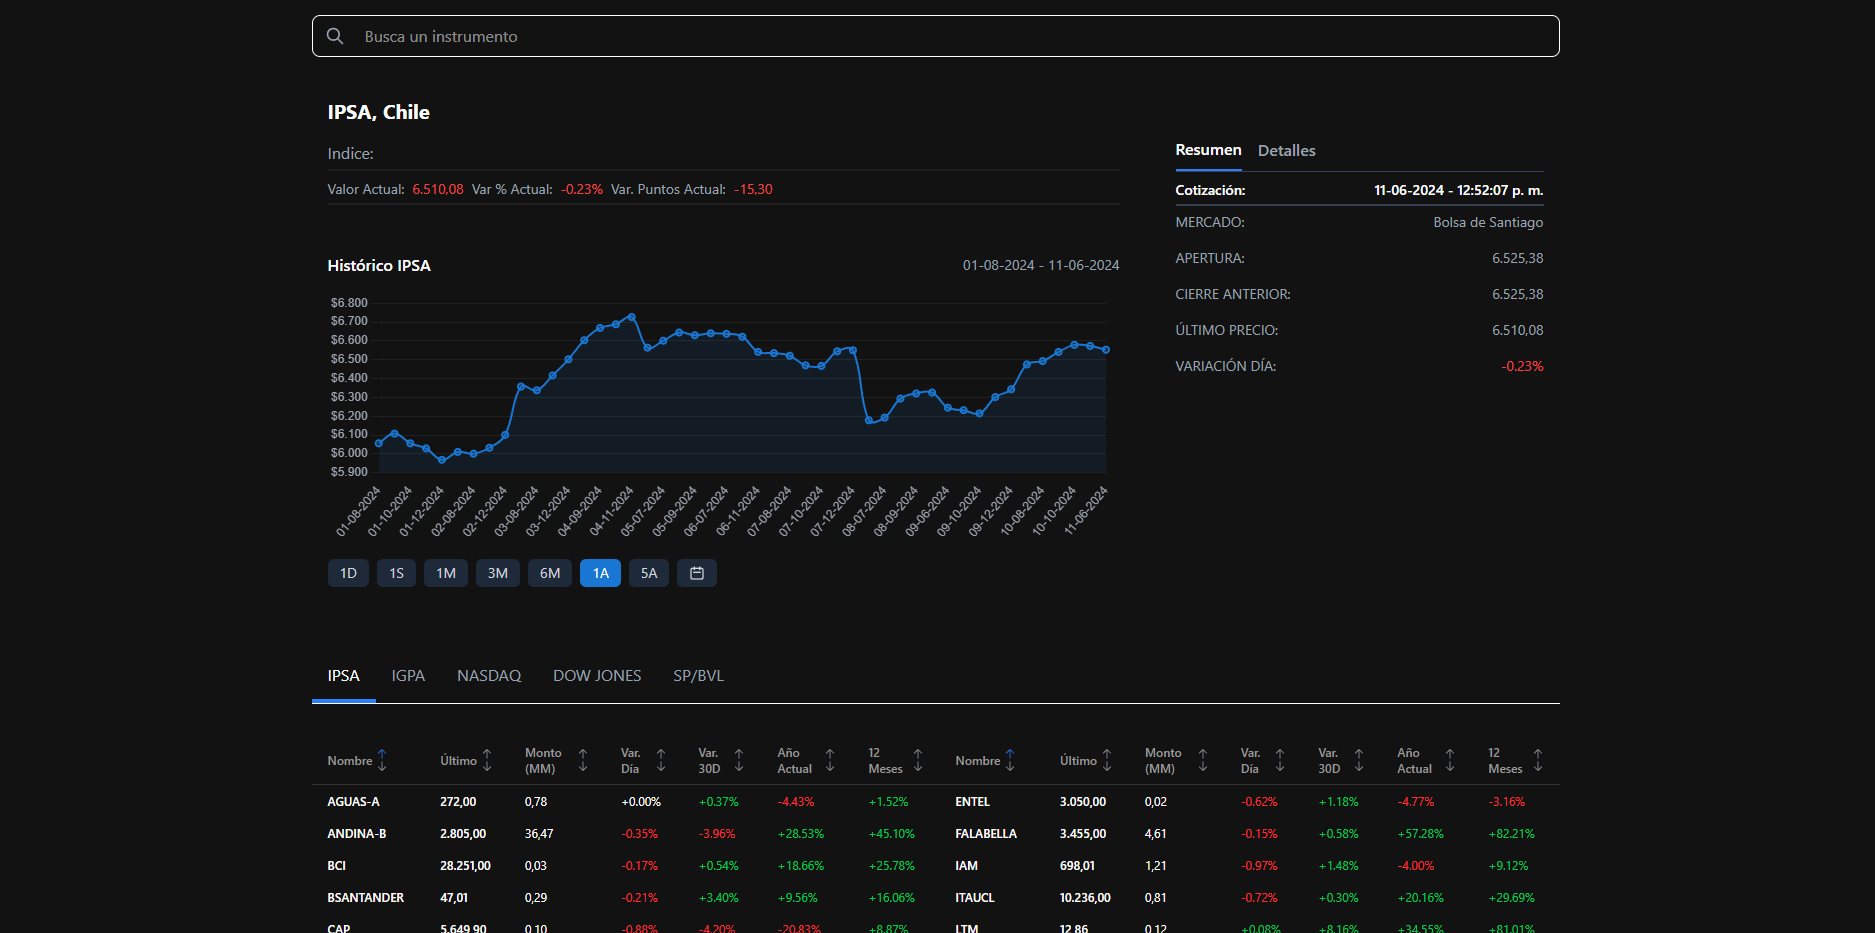 Busca un instrumento
IPSA, Chile
Indice:
Valor Actual: 6.510,08 Var % Actual: -0.23% Var. Puntos Actual: -15,30
Histórico IPSA 01-08-2024 - 11-06-2024
$6.800
$6.700
$6.600
$6.500
$6.400
$6.300
$6.200
$6.100
$6.000
$5.900
01-08-2024 01-10-2024 01-12-2024 02-08-2024 02-12-2024 03-08-2024 03-12-2024 04-09-2024 04-11-2024 05-07-2024 05-09-2024 06-07-2024 06-11-2024 07-08-2024 07-10-2024 07-12-2024 08-07-2024 08-09-2024 09-06-2024 09-10-2024 09-12-2024 10-08-2024 10-10-2024 11-06-2024
1D 1S 1M 3M 6M 1A 5A
Resumen Detalles
Cotización: 11-06-2024 - 12:52:07 p. m.
MERCADO: Bolsa de Santiago
APERTURA: 6.525,38
CIERRE ANTERIOR: 6.525,38
ÚLTIMO PRECIO: 6.510,08
VARIACIÓN DÍA: -0.23%
IPSA IGPA NASDAQ DOW JONES SP/BVL
Nombre Último Monto (MM) Var. Día Var. 30D Año Actual 12 Meses Nombre Último Monto (MM) Var. Día Var. 30D Año Actual 12 Meses
AGUAS-A 272,00 0,78 +0.00% +0.37% -4.43% +1.52% ENTEL 3.050,00 0,02 -0.62% +1.18% -4.77% -3.16%
ANDINA-B 2.805,00 36,47 -0.35% -3.96% +28.53% +45.10% FALABELLA 3.455,00 4,61 -0.15% +0.58% +57.28% +82.21%
BCI 28.251,00 0,03 -0.17% +0.54% +18.66% +25.78% IAM 698,01 1,21 -0.97% +1.48% -4.00% +9.12%
BSANTANDER 47,01 0,29 -0.21% +3.40% +9.56% +16.06% ITAUCL 10.236,00 0,81 -0.72% +0.30% +20.16% +29.69%
CAP 5.649,90 0,10 -0.88% -4.20% -20.83% +8.87% LTM 12,86 0,12 +0.08% +8.16% +34.55% +81.01%